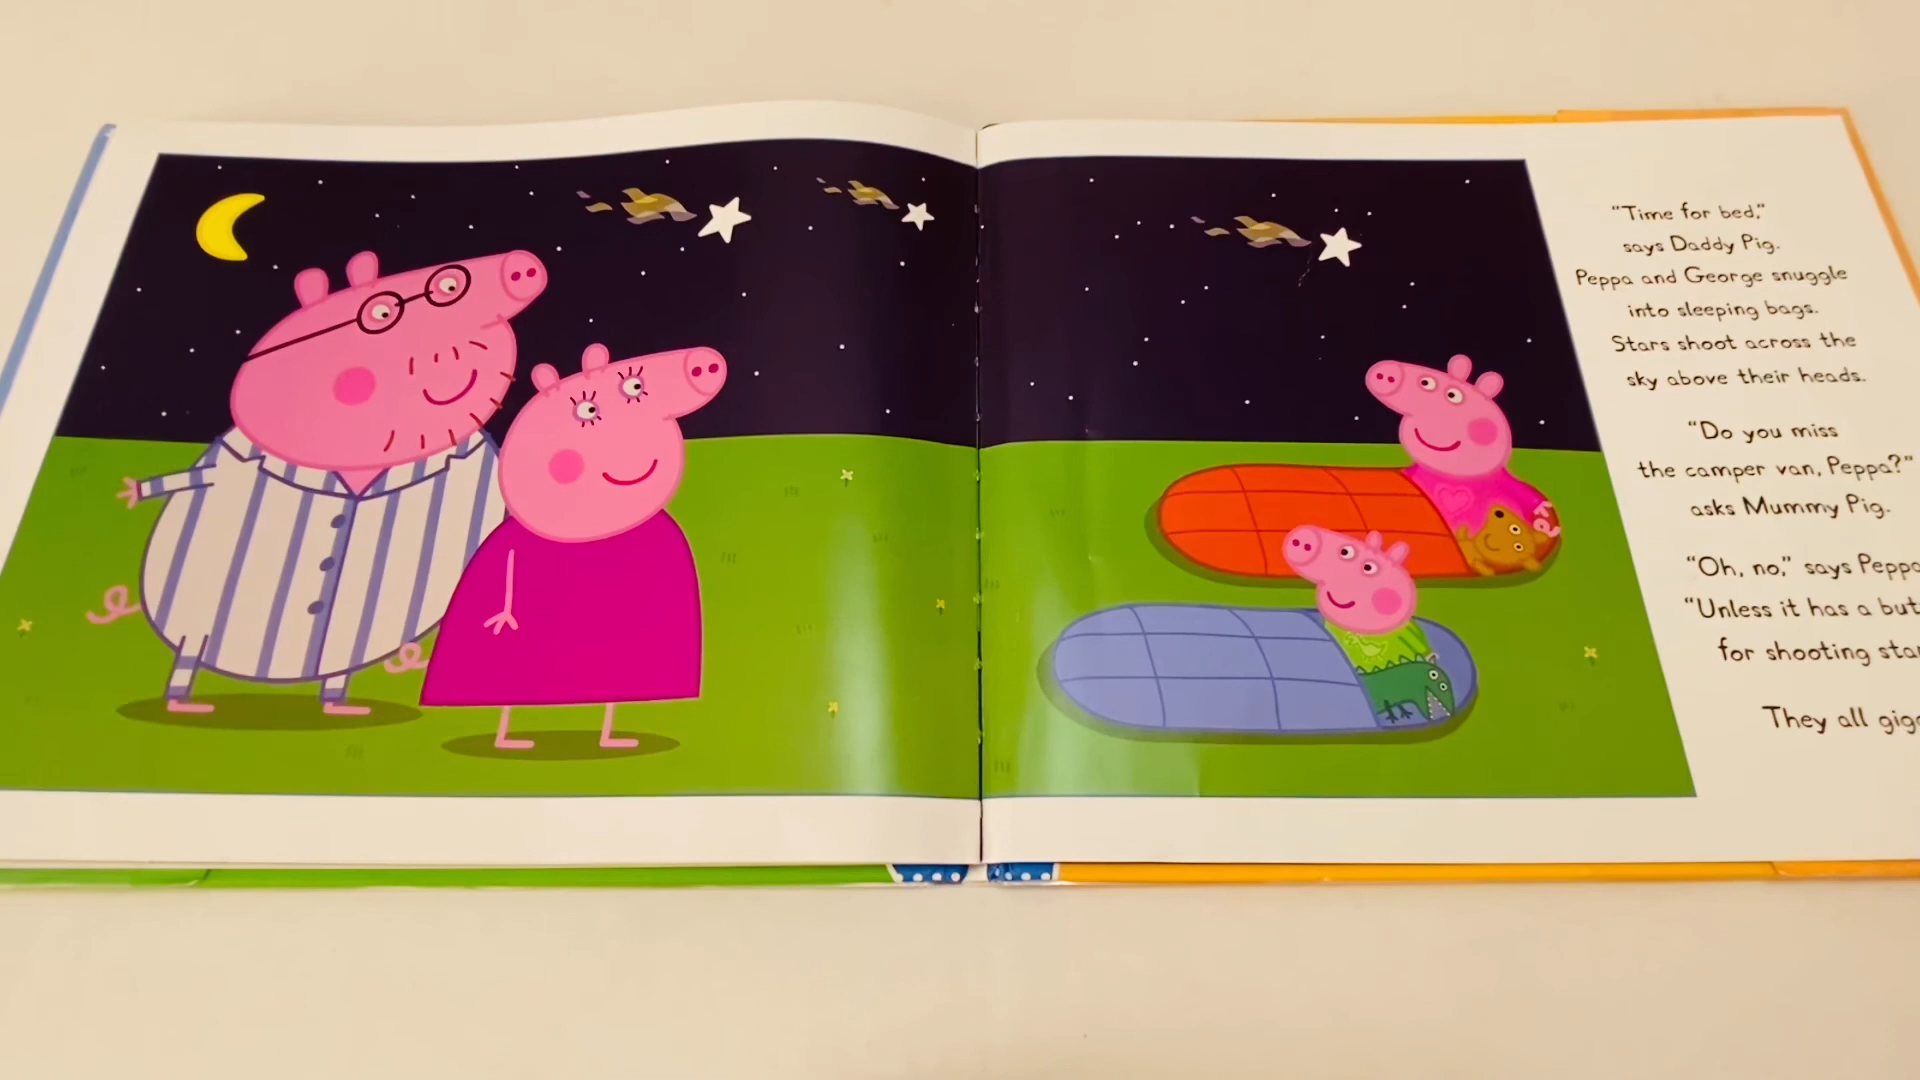 "Time for bed,"
says Daddy Pig.
Peppa and George snuggle
into sleeping bags.
Stars shoot across the
sky above their heads.
"Do you miss
the camper van, Peppa?"
asks Mummy Pig.
"Oh, no," says Peppa
"Unless it has a
for shooting
They all